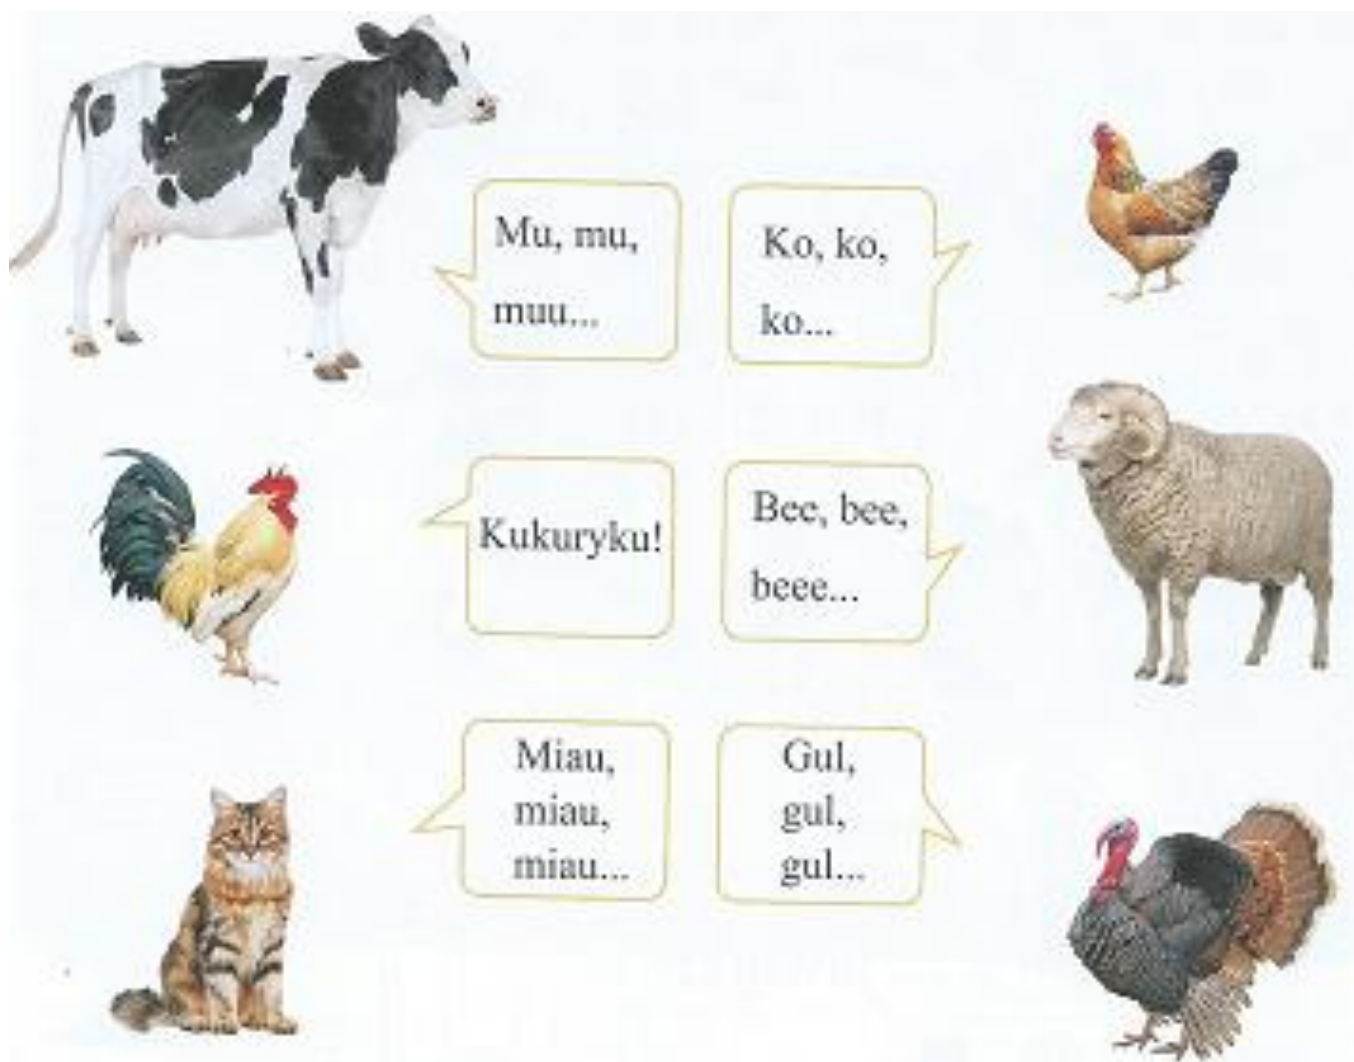 Mu, mu,
muu...
Ko, ko,
ko...
Kukuryku!
Bee, bee,
beee...
Miau,
miau,
miau...
Gul,
gul,
gul...